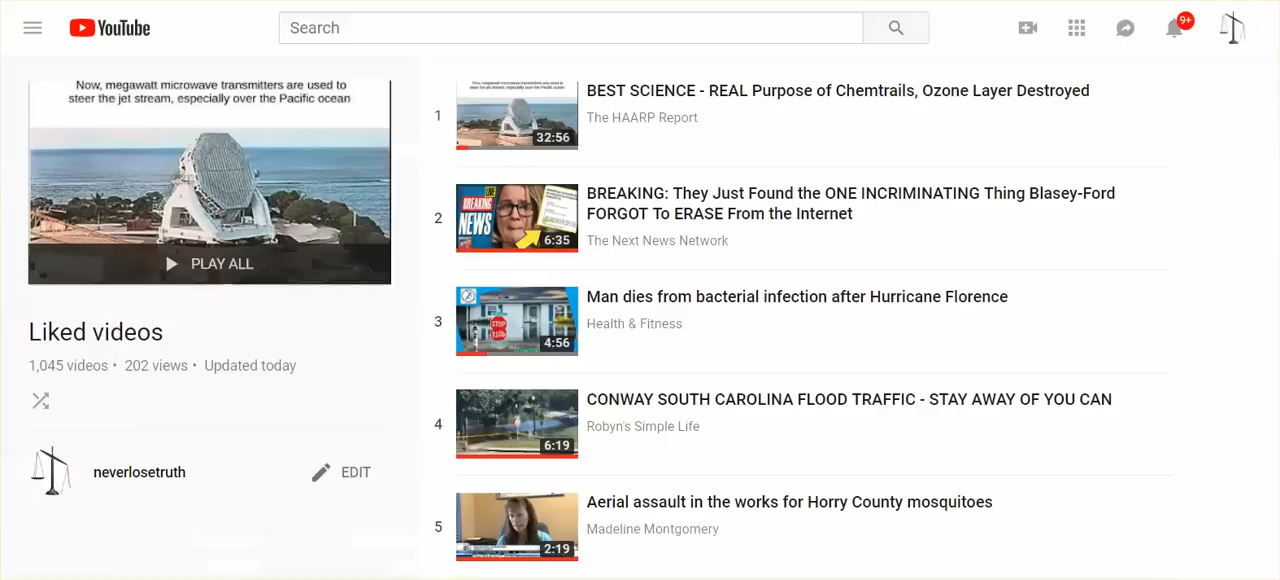 YouTube
Search
9+
Now, megawatt microwave transmitters are used to
steer the jet stream, especially over the Pacific ocean
PLAY ALL
Liked videos
1,045 videos • 202 views • Updated today
neverlosetruth
EDIT
1
32:56
BEST SCIENCE - REAL Purpose of Chemtrails, Ozone Layer Destroyed
The HAARP Report
2
LIVE
BREAKING
NEWS
6:35
BREAKING: They Just Found the ONE INCRIMINATING Thing Blasey-Ford
FORGOT To ERASE From the Internet
The Next News Network
3
STOP
4:56
Man dies from bacterial infection after Hurricane Florence
Health & Fitness
4
6:19
CONWAY SOUTH CAROLINA FLOOD TRAFFIC - STAY AWAY OF YOU CAN
Robyn's Simple Life
5
2:19
Aerial assault in the works for Horry County mosquitoes
Madeline Montgomery